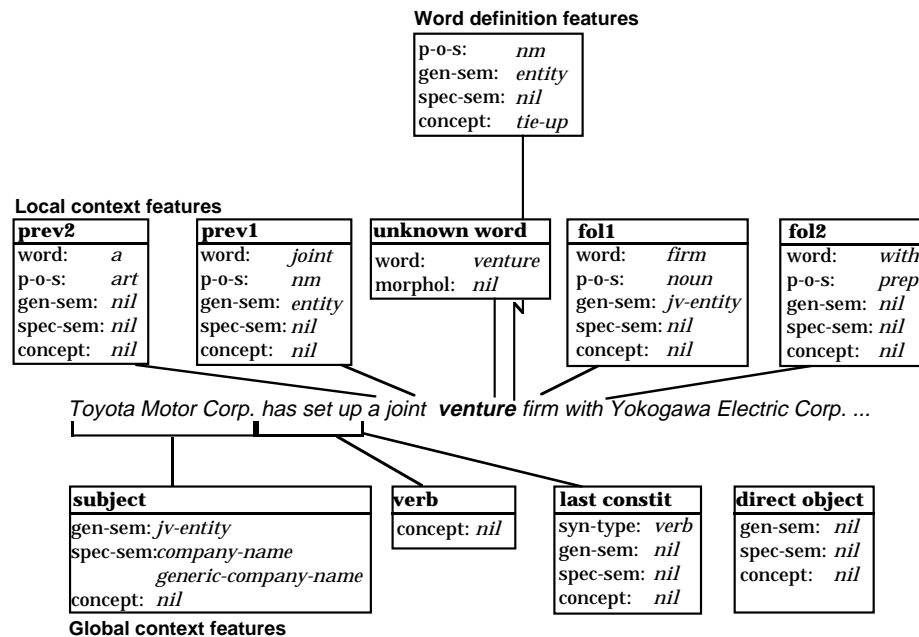 Word definition features
p-o-s: nm
gen-sem: entity
spec-sem: nil
concept: tie-up
Local context features
prev2
word: a
p-o-s: art
gen-sem: nil
spec-sem: nil
concept: nil
prev1
word: joint
p-o-s: nm
gen-sem: entity
spec-sem: nil
concept: nil
unknown word
word: venture
morphol: nil
fol1
word: firm
p-o-s: noun
gen-sem: jv-entity
spec-sem: nil
concept: nil
fol2
word: with
p-o-s: prep
gen-sem: nil
spec-sem: nil
concept: nil
Toyota Motor Corp. has set up a joint venture firm with Yokogawa Electric Corp. ...
subject
gen-sem: jv-entity
spec-sem:company-name
generic-company-name
concept: nil
verb
concept: nil
last constit
syn-type: verb
gen-sem: nil
spec-sem: nil
concept: nil
direct object
gen-sem: nil
spec-sem: nil
concept: nil
Global context features